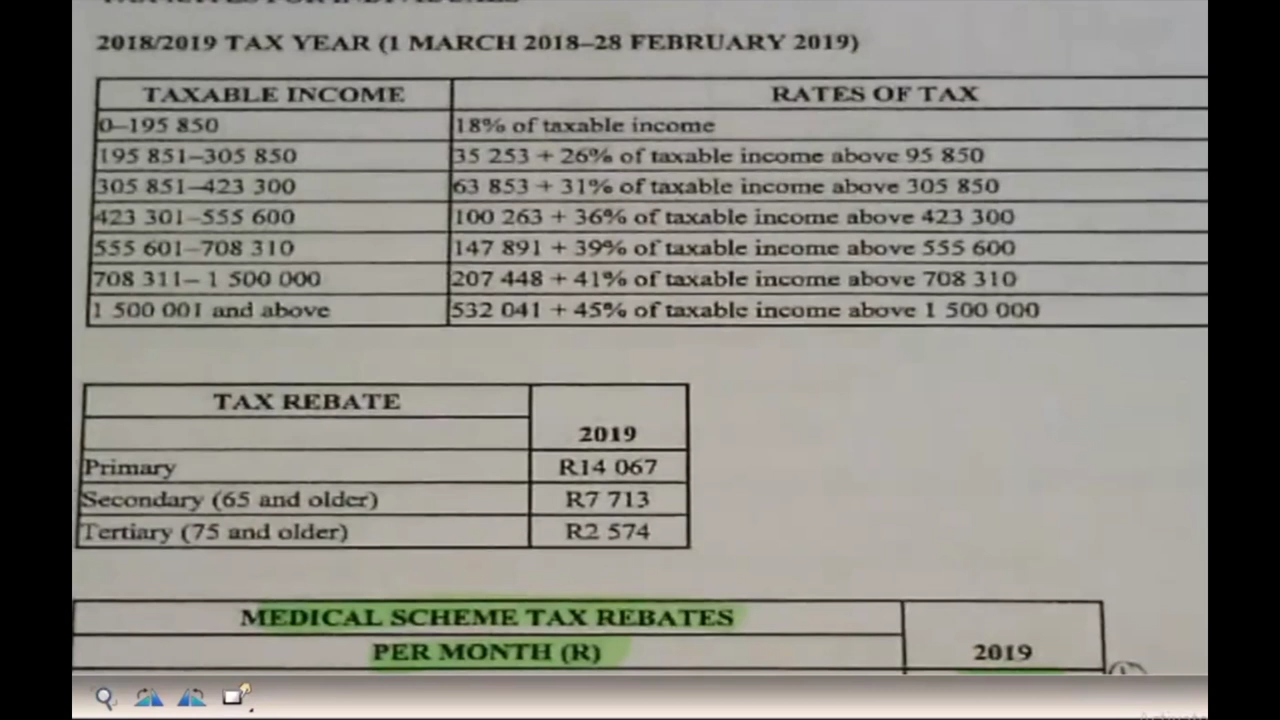 2018/2019 TAX YEAR (1 MARCH 2018–28 FEBRUARY 2019)
TAXABLE INCOME RATES OF TAX
0–195 850 18% of taxable income
195 851–305 850 35 253 + 26% of taxable income above 95 850
305 851–423 300 63 853 + 31% of taxable income above 305 850
423 301–555 600 100 263 + 36% of taxable income above 423 300
555 601–708 310 147 891 + 39% of taxable income above 555 600
708 311– 1 500 000 207 448 + 41% of taxable income above 708 310
1 500 001 and above 532 041 + 45% of taxable income above 1 500 000
TAX REBATE
2019
Primary R14 067
Secondary (65 and older) R7 713
Tertiary (75 and older) R2 574
MEDICAL SCHEME TAX REBATES
PER MONTH (R) 2019